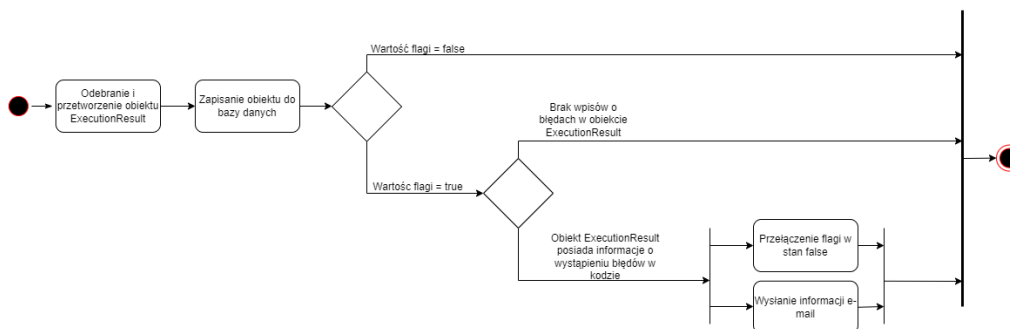 Wartość flagi = false
Odebranie i
przetworzenie obiektu
ExecutionResult
Zapisanie obiektu do
bazy danych
Brak wpisów o
błędach w obiekcie
ExecutionResult
Wartośc flagi = true
Obiekt ExecutionResult
posiada informacje o
wystąpieniu błędów w
kodzie
Przełączenie flagi w
stan false
Wysłanie informacji e-
mail